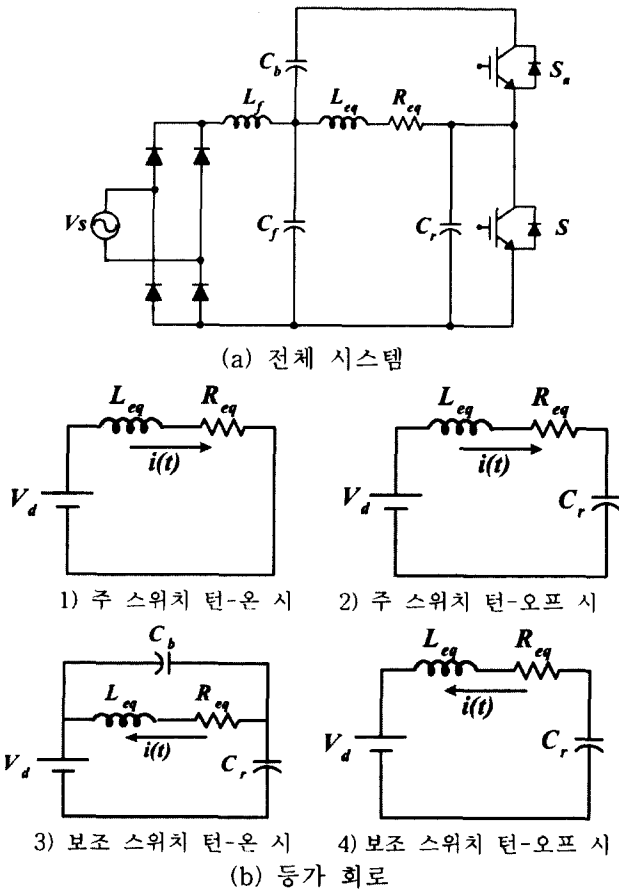 C_b
S_a
L_f
L_eq
R_eq
Vs
C_f
C_r
S
(a) 전체 시스템
L_eq
R_eq
i(t)
V_d
1) 주 스위치 턴-온 시
L_eq
R_eq
i(t)
V_d
C_r
2) 주 스위치 턴-오프 시
C_b
L_eq
R_eq
i(t)
V_d
C_r
3) 보조 스위치 턴-온 시
L_eq
R_eq
i(t)
V_d
C_r
4) 보조 스위치 턴-오프 시
(b) 등가 회로